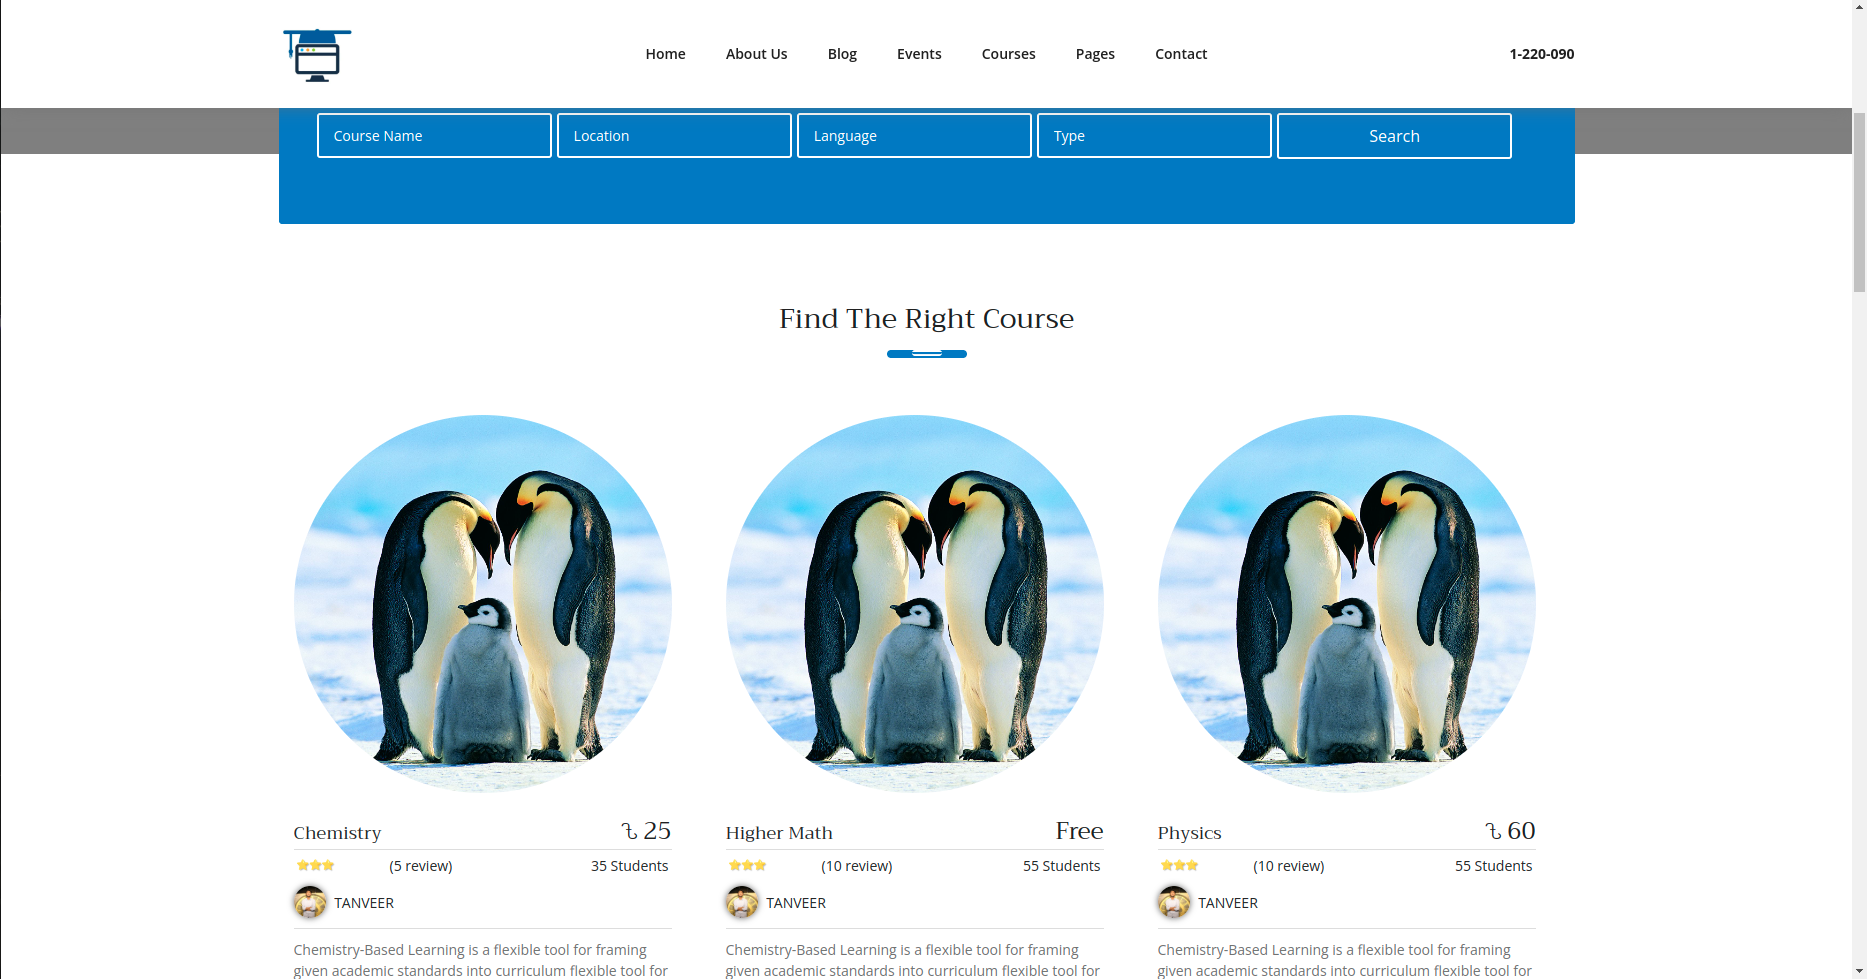 Home About Us Blog Events Courses Pages Contact 1-220-090
Course Name Location Language Type Search
Find The Right Course
Chemistry ৳ 25
(5 review) 35 Students
TANVEER
Chemistry-Based Learning is a flexible tool for framing
given academic standards into curriculum flexible tool for
Higher Math Free
(10 review) 55 Students
TANVEER
Chemistry-Based Learning is a flexible tool for framing
given academic standards into curriculum flexible tool for
Physics ৳ 60
(10 review) 55 Students
TANVEER
Chemistry-Based Learning is a flexible tool for framing
given academic standards into curriculum flexible tool for